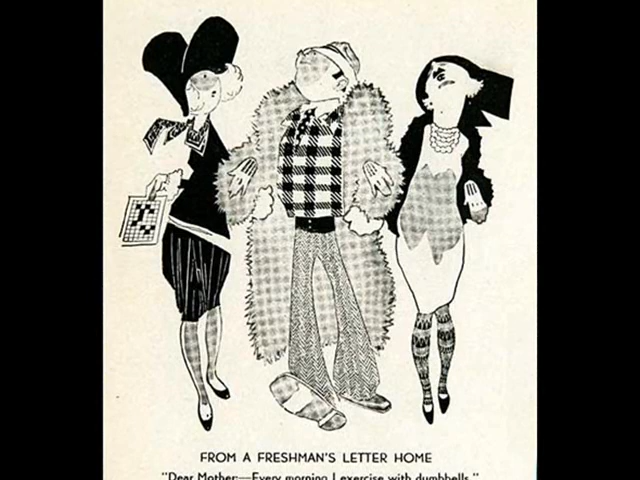 FROM A FRESHMAN'S LETTER HOME
"Dear Mother:—Every morning I exercise with dumbbells."